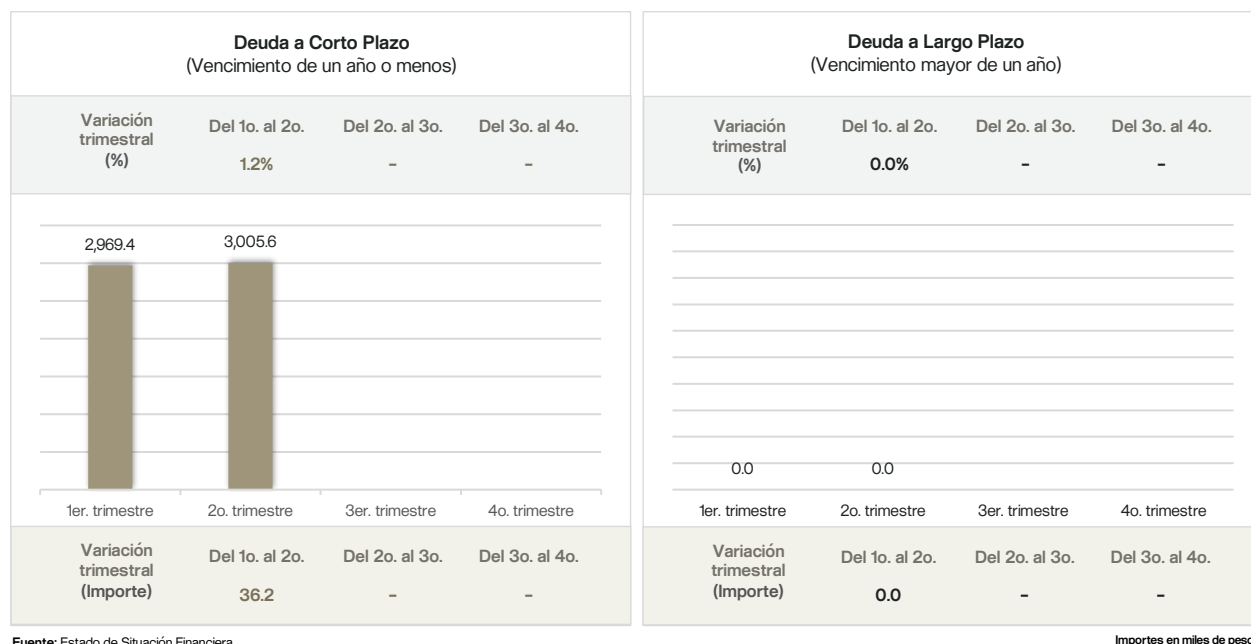 Deuda a Corto Plazo
(Vencimiento de un año o menos)
Variación
trimestral
(%)
Del 1o. al 2o. Del 2o. al 3o. Del 3o. al 4o.
1.2% – –
2,969.4 3,005.6
1er. trimestre 2o. trimestre 3er. trimestre 4o. trimestre
Variación
trimestral
(Importe)
Del 1o. al 2o. Del 2o. al 3o. Del 3o. al 4o.
36.2 – –
Deuda a Largo Plazo
(Vencimiento mayor de un año)
Variación
trimestral
(%)
Del 1o. al 2o. Del 2o. al 3o. Del 3o. al 4o.
0.0% – –
0.0 0.0
1er. trimestre 2o. trimestre 3er. trimestre 4o. trimestre
Variación
trimestral
(Importe)
Del 1o. al 2o. Del 2o. al 3o. Del 3o. al 4o.
0.0 – –
Fuente: Estado de Situación Financiera
Importes en miles de peso